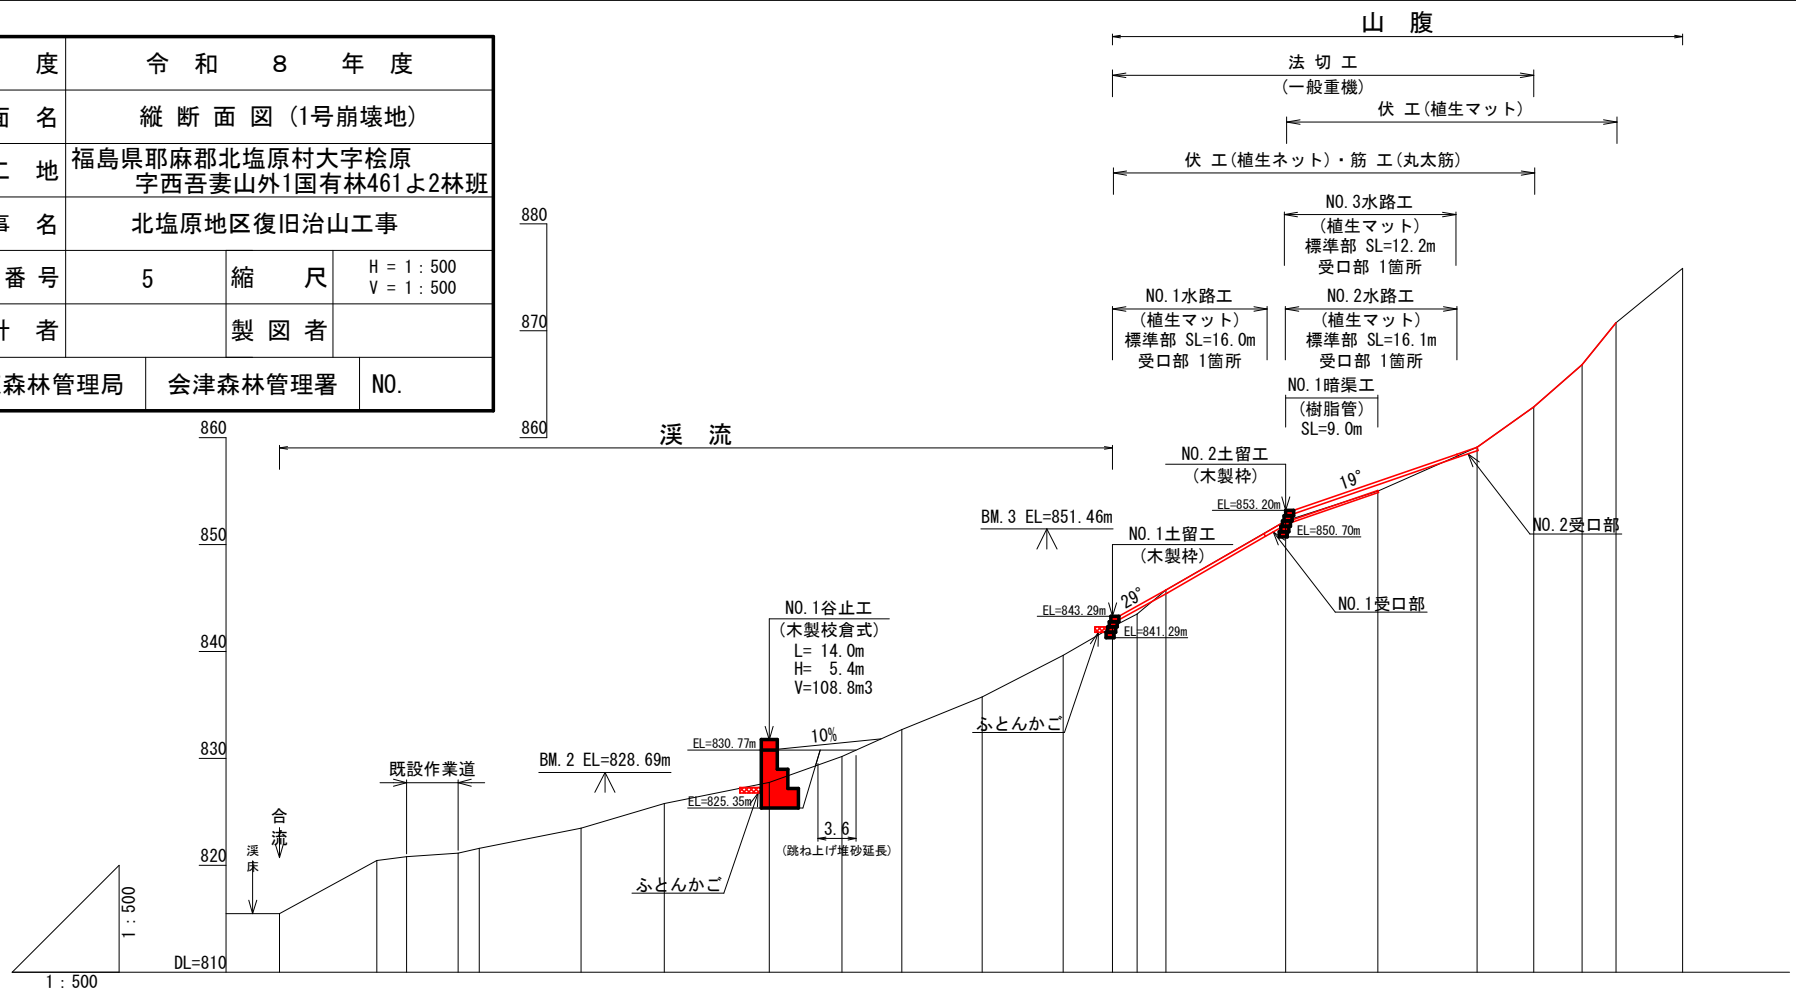 度 令和 8 年度
面 名 縦断面図 (1号崩壊地)
工 地 福島県耶麻郡北塩原村大字桧原
字西吾妻山外1国有林461よ2林班
事 名 北塩原地区復旧治山工事
番 号 5 縮 尺 H = 1 : 500
V = 1 : 500
計 者 製 図 者
森林管理局 会津森林管理署 NO.
山 腹
法 切 工
(一般重機)
伏 工(植生マット)
伏 工(植生ネット)・筋 工(丸太筋)
NO.3水路工
(植生マット)
標準部 SL=12.2m
受口部 1箇所
NO.1水路工
(植生マット)
標準部 SL=16.0m
受口部 1箇所
NO.2水路工
(植生マット)
標準部 SL=16.1m
受口部 1箇所
NO.1暗渠工
(樹脂管)
SL=9.0m
880
870
860
860
850
840
830
820
DL=810
渓 流
NO.2土留工
(木製枠)
EL=853.20m
EL=850.70m
19°
NO.2受口部
BM.3 EL=851.46m
NO.1土留工
(木製枠)
EL=843.29m
EL=841.29m
29°
NO.1受口部
ふとんかご
NO.1谷止工
(木製校倉式)
L= 14.0m
H= 5.4m
V=108.8m3
EL=830.77m
10%
EL=825.35m
3.6
(跳ね上げ堆砂延長)
ふとんかご
BM.2 EL=828.69m
既設作業道
合流
渓床
1 : 500
1 : 500